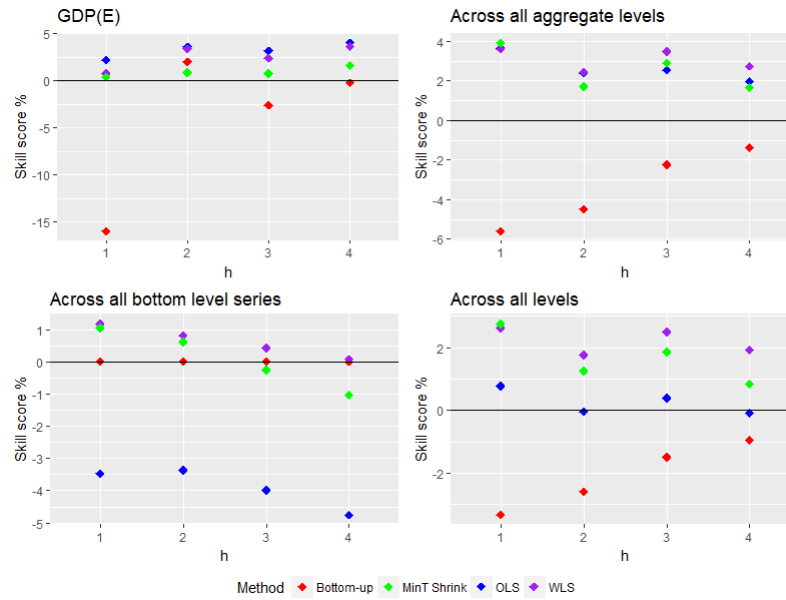 GDP(E)
5
0
-5
-10
-15
Skill score %
1 2 3 4
h
Across all aggregate levels
4
2
0
-2
-4
-6
Skill score %
1 2 3 4
h
Across all bottom level series
1
0
-1
-2
-3
-4
-5
Skill score %
1 2 3 4
h
Across all levels
2
0
-2
Skill score %
1 2 3 4
h
Method Bottom-up MinT Shrink OLS WLS